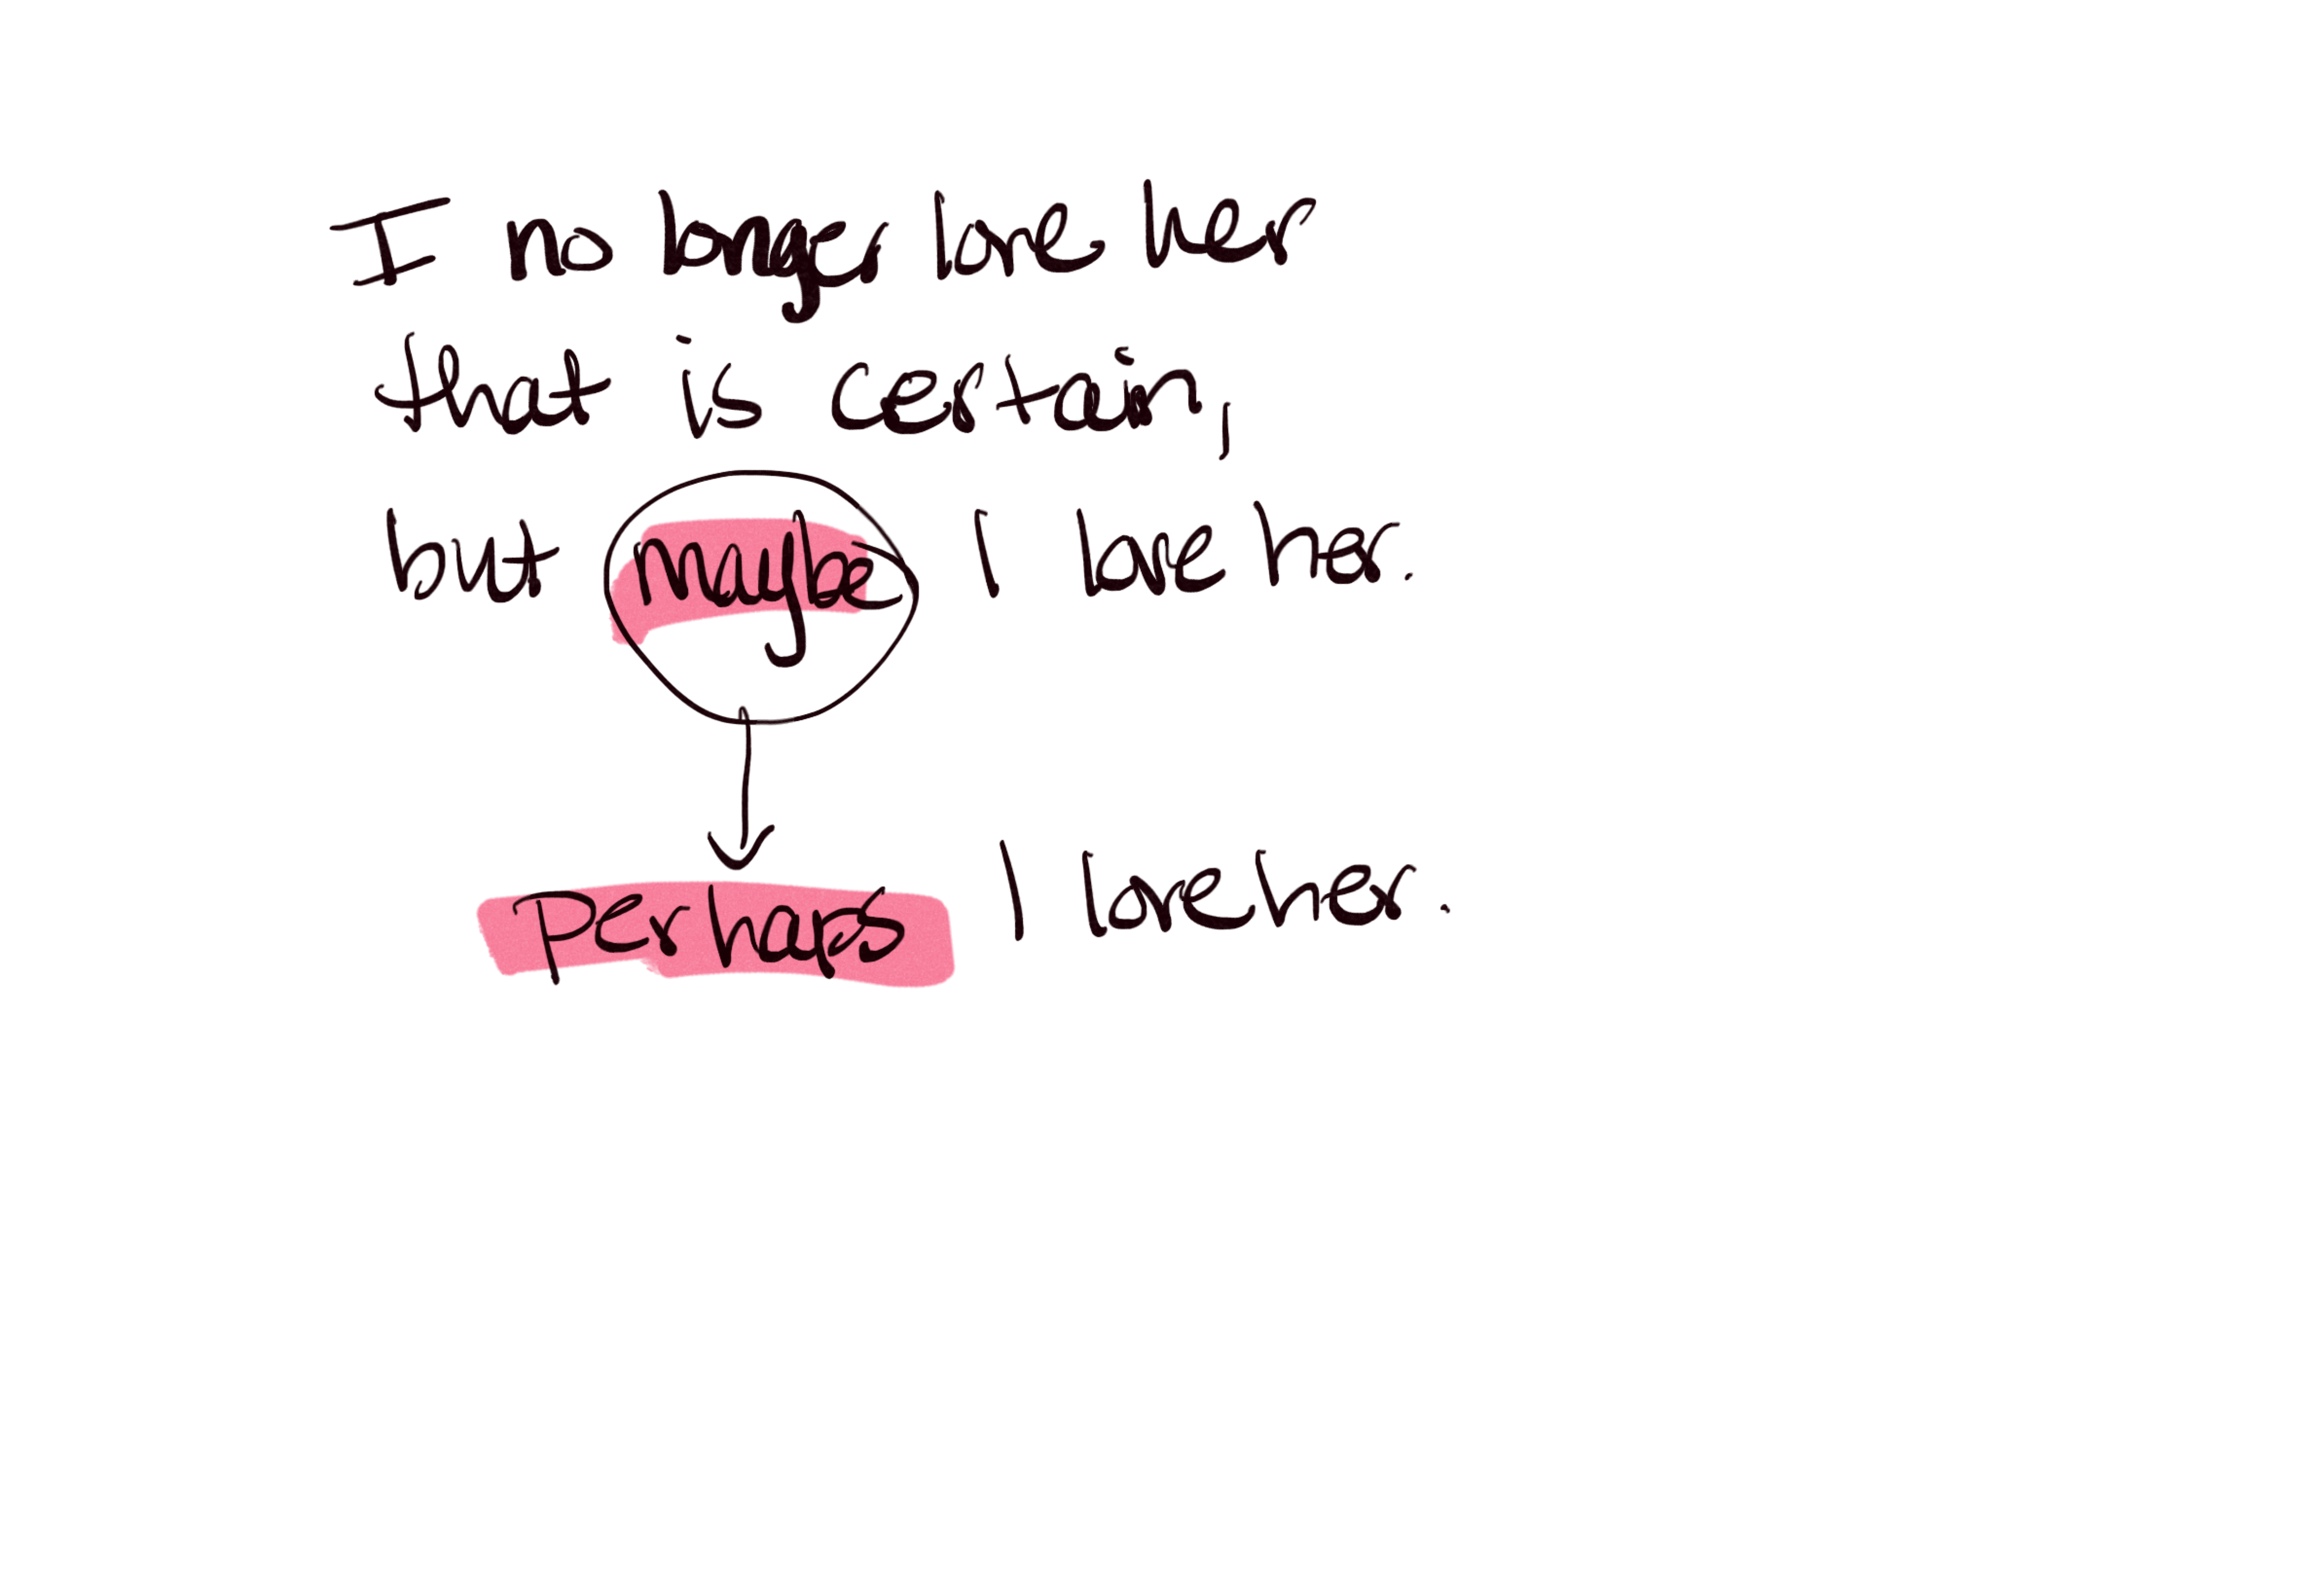 I no longer love her
that is certain,
but maybe I love her.
perhaps I love her.